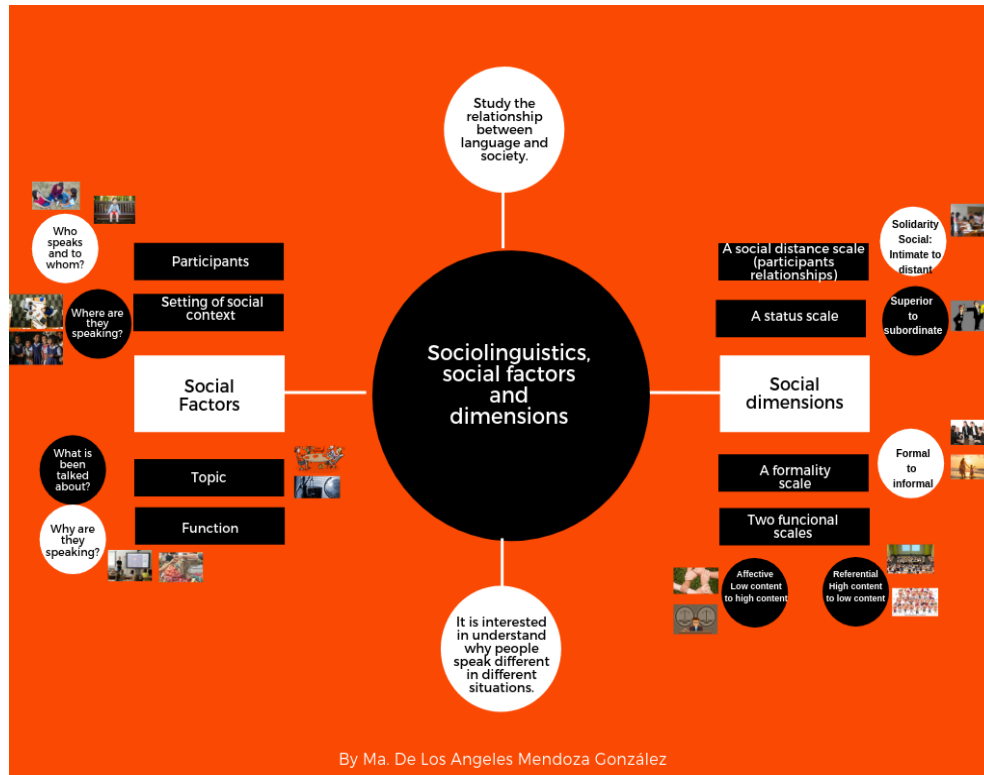 Study the
relationship
between
language and
society.
Who
speaks
and to
whom?
Participants
Where are
they
speaking?
Setting of social
context
Social
Factors
What is
been
talked
about?
Topic
Why are
they
speaking?
Function
Sociolinguistics,
social factors
and
dimensions
A social distance scale
(participants
relationships)
Solidarity
Social:
Intimate to
distant
A status scale
Superior
to
subordinate
Social
dimensions
A formality
scale
Formal
to
informal
Two funcional
scales
Affective
Low content
to high content
Referential
High content
to low content
It is interested
in understand
why people
speak different
in different
situations.
By Ma. De Los Angeles Mendoza González